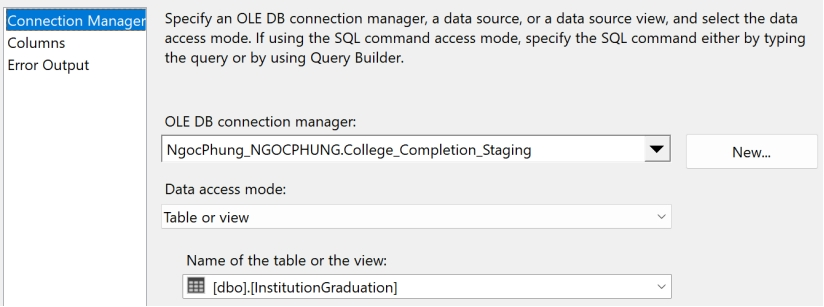 Connection Manager
Specify an OLE DB connection manager, a data source, or a data source view, and select the data
Columns
access mode. If using the SQL command access mode, specify the SQL command either by typing
Error Output
the query or by using Query Builder.
OLE DB connection manager:
NgocPhung_NGOCPHUNG.College_Completion_Staging
New...
Data access mode:
Table or view
Name of the table or the view:
[dbo].[InstitutionGraduation]